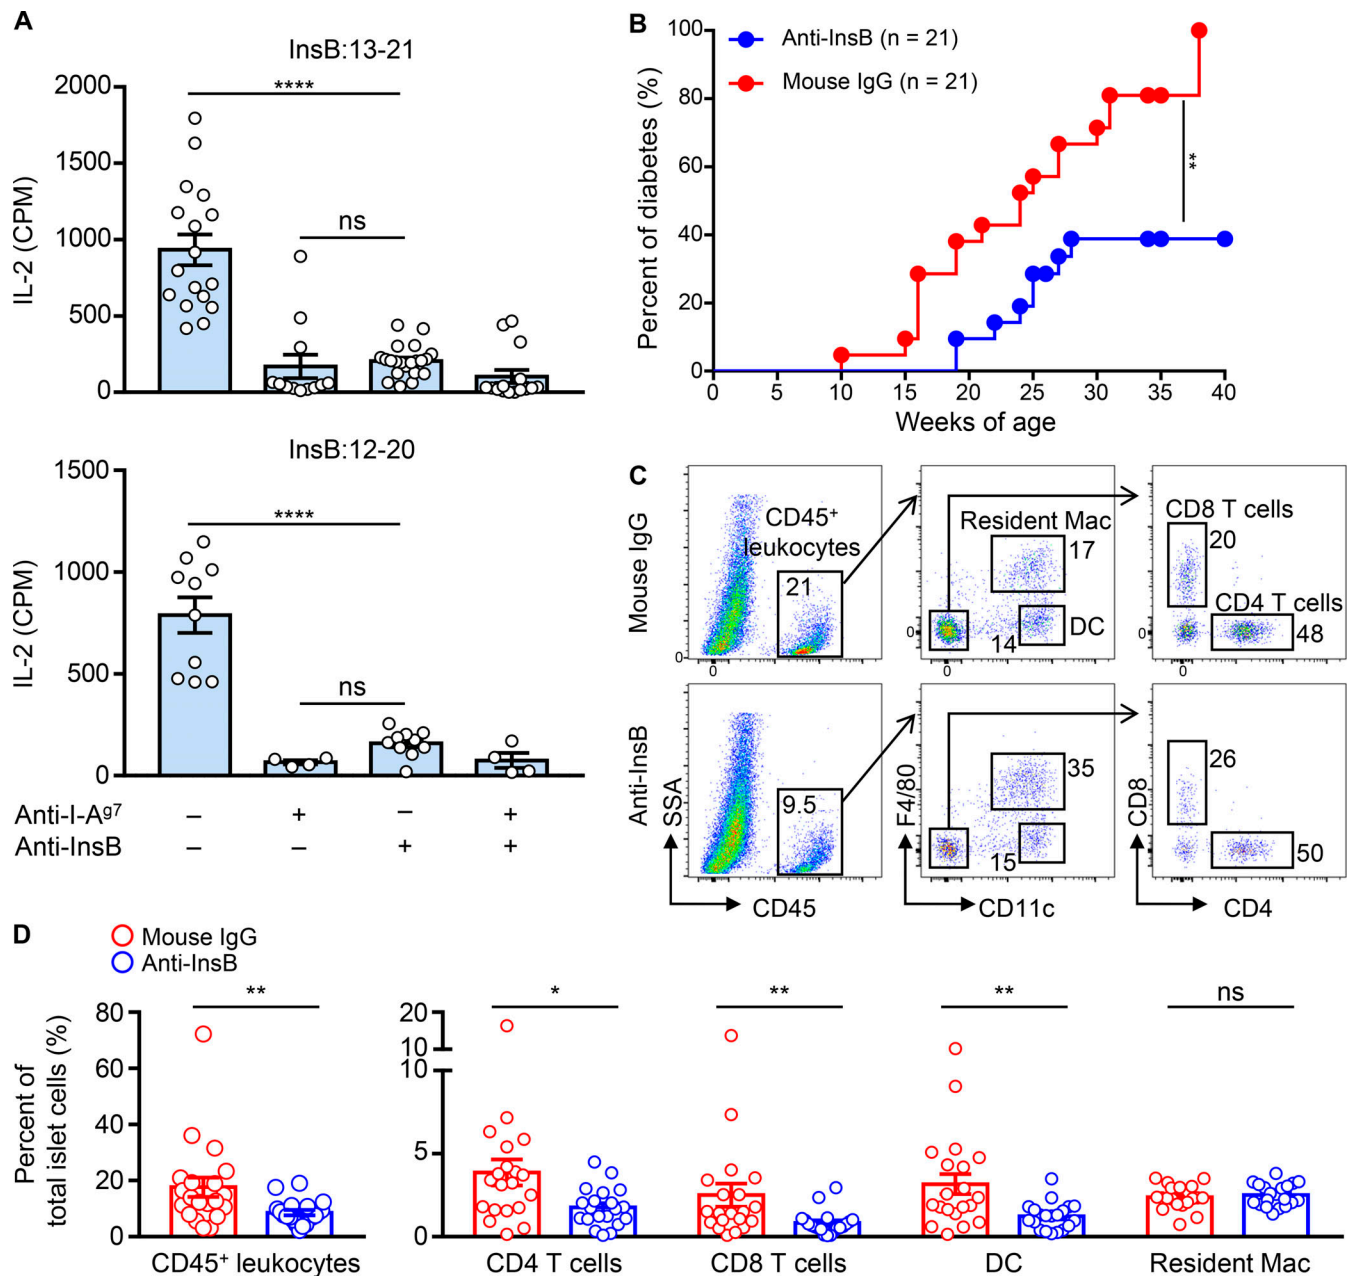 A
InsB:13-21
****
ns
2000
1500
1000
500
0
IL-2 (CPM)
InsB:12-20
****
ns
1500
1000
500
0
IL-2 (CPM)
Anti-I-Ag7 – + – +
Anti-InsB – – + +
B
Anti-InsB (n = 21)
Mouse IgG (n = 21)
100
80
60
40
20
0
Percent of diabetes (%)
**
0 5 10 15 20 25 30 35 40
Weeks of age
C
Mouse IgG
CD45+
leukocytes
21
0
0
Resident Mac
17
DC
14
0
0
CD8 T cells
20
CD4 T cells
48
0
0
Anti-InsB
9.5
35
15
26
50
SSA
CD45
F4/80
CD11c
CD8
CD4
D
Mouse IgG
Anti-InsB
Percent of
total islet cells (%)
80
60
40
20
0
**
CD45+ leukocytes
20
10
10
5
0
*
CD4 T cells
**
CD8 T cells
**
DC
ns
Resident Mac